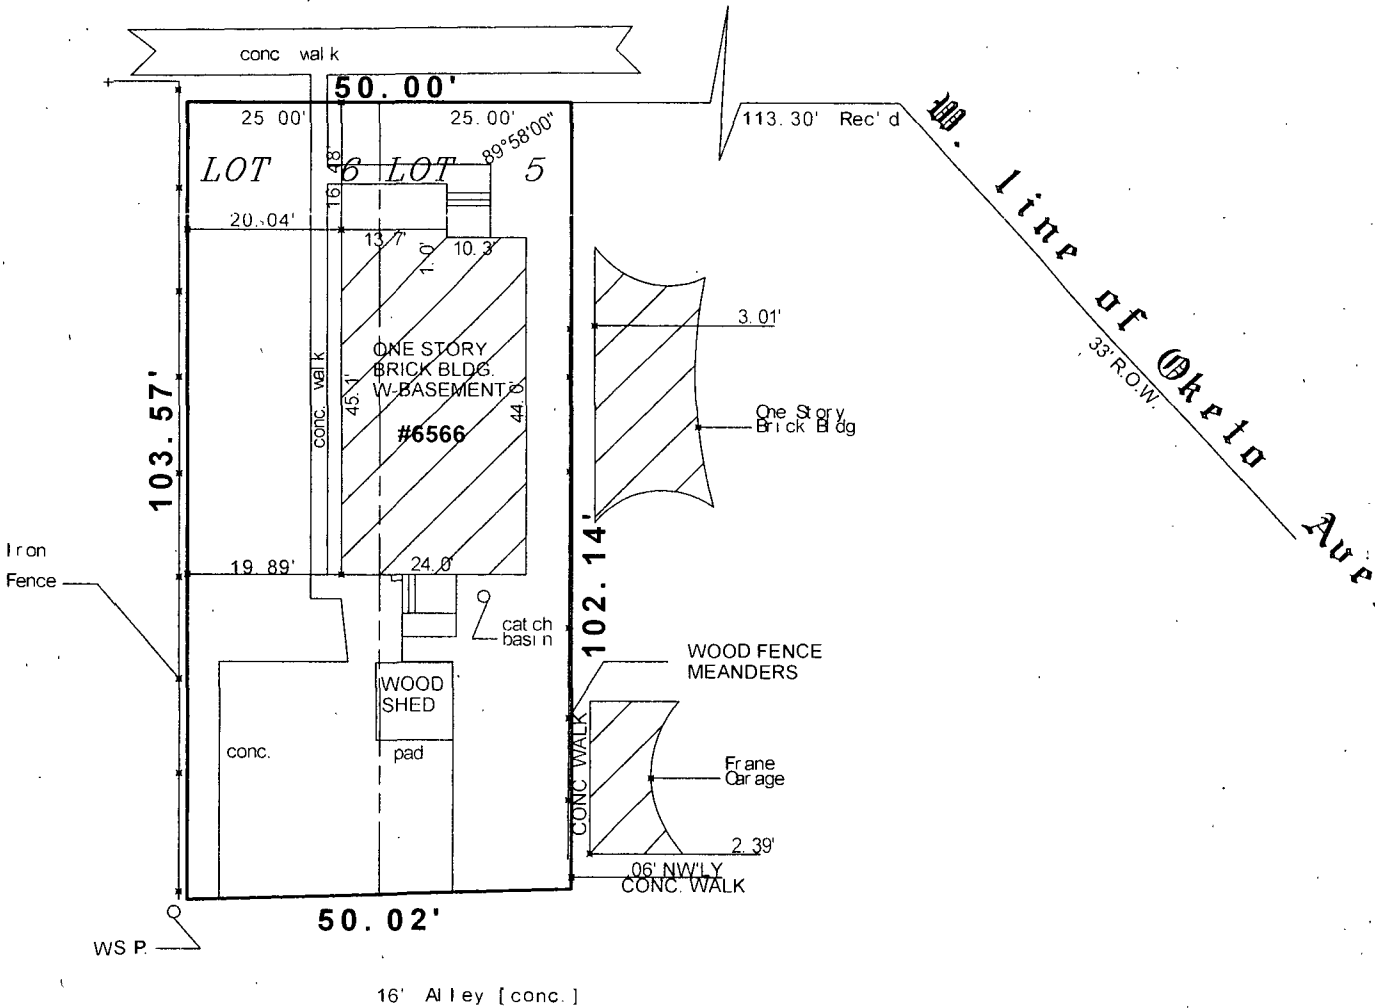 conc walk
50.00'
25 00'
25.00'
89°58'00"
113.30' Rec'd
W. line of Oketo Ave.
33' R.O.W.
LOT 6 LOT 5
16 48
20.04'
13.7'
1.0'
10.3'
3.01'
ONE STORY
BRICK BLDG.
W-BASEMENT
#6566
45.1'
44.0'
conc. walk
103.57'
One Story
Brick Bldg
102.14'
Iron
Fence
19.89'
24.0'
catch
basin
WOOD FENCE
MEANDERS
WOOD
SHED
conc.
pad
CONC WALK
Frame
Garage
2.39'
.06' NW'LY
CONC. WALK
50.02'
W.S.P.
16' Alley [conc.]